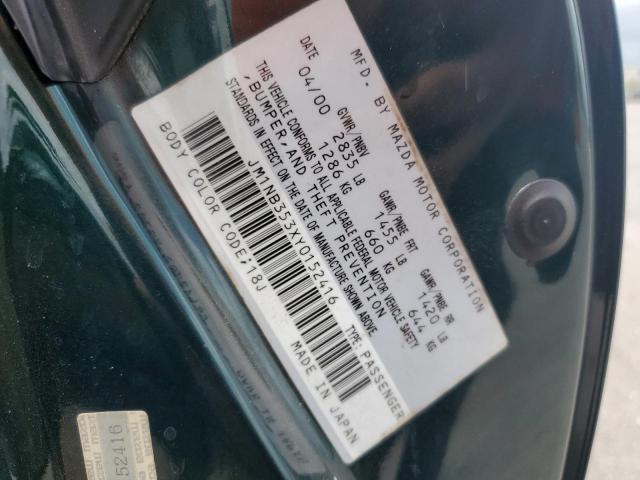 MFD. BY MAZDA MOTOR CORPORATION
DATE GVWR/PNBV GAWR/PNBE FRT GAWR/PNBE RR
04/00 2835 LB 1455 LB 1420 LB
1286 KG 660 KG 644 KG
THIS VEHICLE CONFORMS TO ALL APPLICABLE FEDERAL MOTOR VEHICLE SAFETY
, BUMPER, AND THEFT PREVENTION
STANDARDS IN EFFECT ON THE DATE OF MANUFACTURE SHOWN ABOVE.
JM1NB353XY0152416 TYPE: PASSENGER
BODY COLOR CODE/18J MADE IN JAPAN
52416